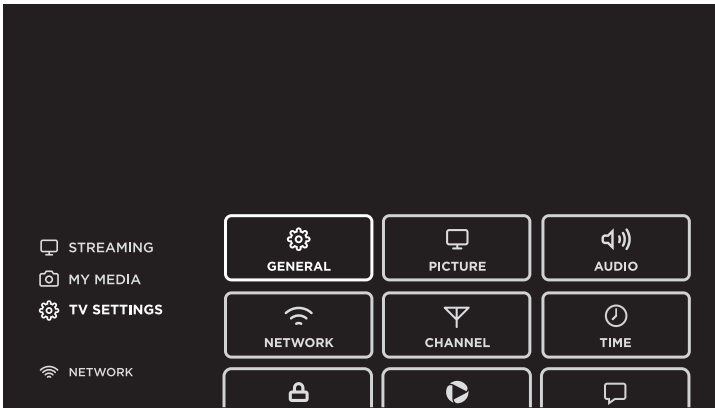 STREAMING
MY MEDIA
TV SETTINGS
NETWORK
GENERAL
PICTURE
AUDIO
NETWORK
CHANNEL
TIME